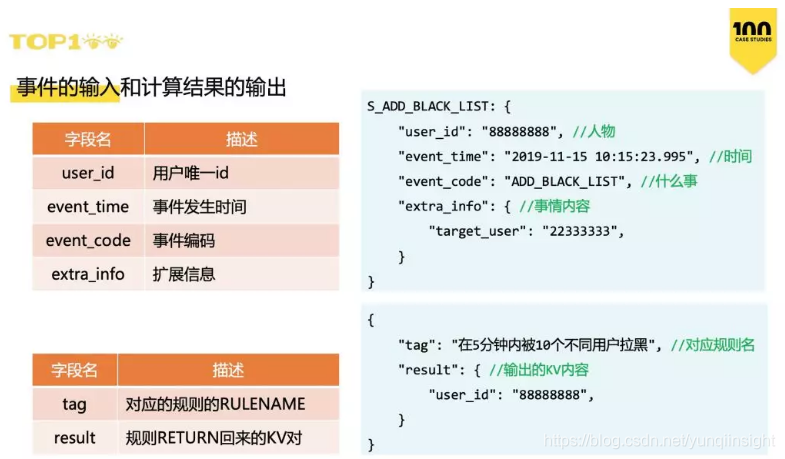 TOP100
100
CASE STUDIES
事件的输入和计算结果的输出
字段名 描述
user_id 用户唯一id
event_time 事件发生时间
event_code 事件编码
extra_info 扩展信息
字段名 描述
tag 对应的规则的RULENAME
result 规则RETURN回来的KV对
S_ADD_BLACK_LIST: {
"user_id": "88888888", //人物
"event_time": "2019-11-15 10:15:23.995", //时间
"event_code": "ADD_BLACK_LIST", //什么事
"extra_info": { //事情内容
"target_user": "22333333",
}
}
{
"tag": "在5分钟内被10个不同用户拉黑", //对应规则名
"result": { //输出的KV内容
"user_id": "88888888",
}
}
https://blog.csdn.net/yunqiinsight